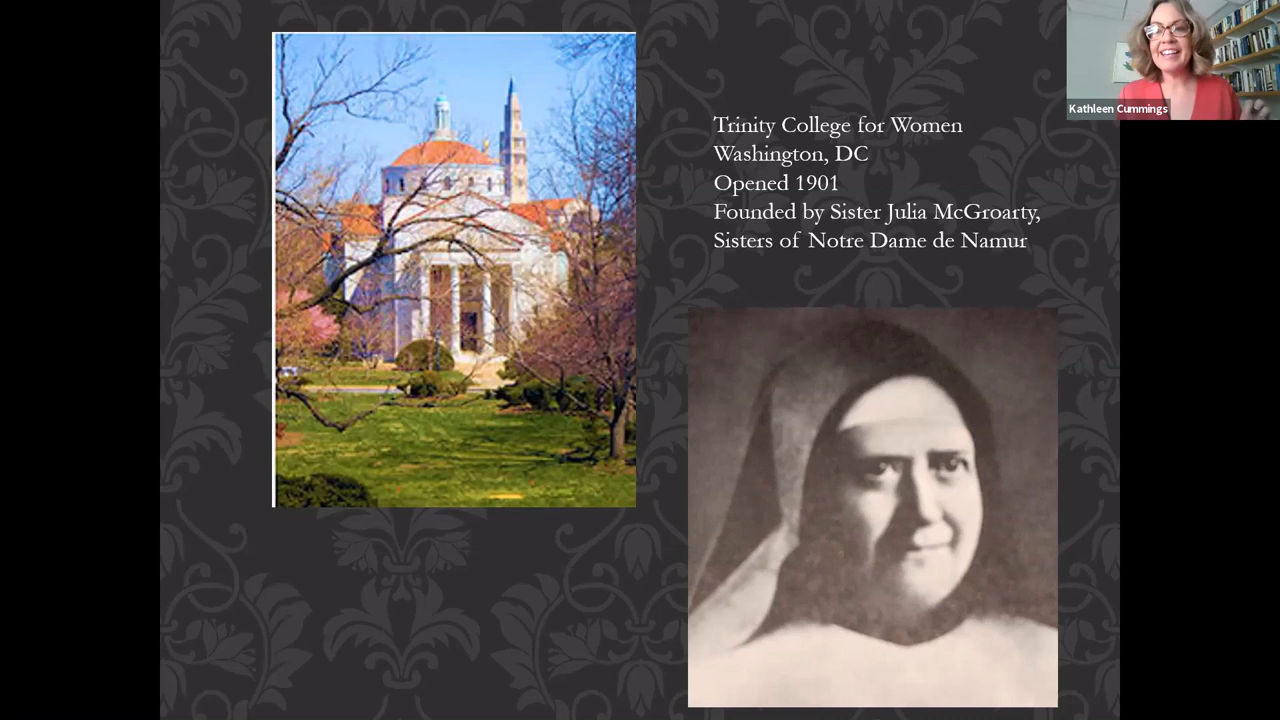 Trinity College for Women
Washington, DC
Opened 1901
Founded by Sister Julia McGroarty,
Sisters of Notre Dame de Namur
Kathleen Cummings